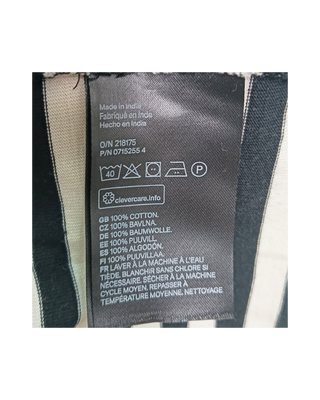 Made in India
Fabriqué en Inde
Hecho en India
O/N 218175
P/N 0715255 4
40 P
clevercare.info
GB 100% COTTON.
CZ 100% BAVLNA.
DE 100% BAUMWOLLE.
EE 100% PUUVILL.
ES 100% ALGODÓN.
FI 100% PUUVILLAA.
FR LAVER À LA MACHINE À L'EAU
TIÈDE. BLANCHIR SANS CHLORE SI
NÉCESSAIRE. SÉCHER À LA MACHINE À
CYCLE MOYEN. REPASSER À
TEMPÉRATURE MOYENNE. NETTOYAGE